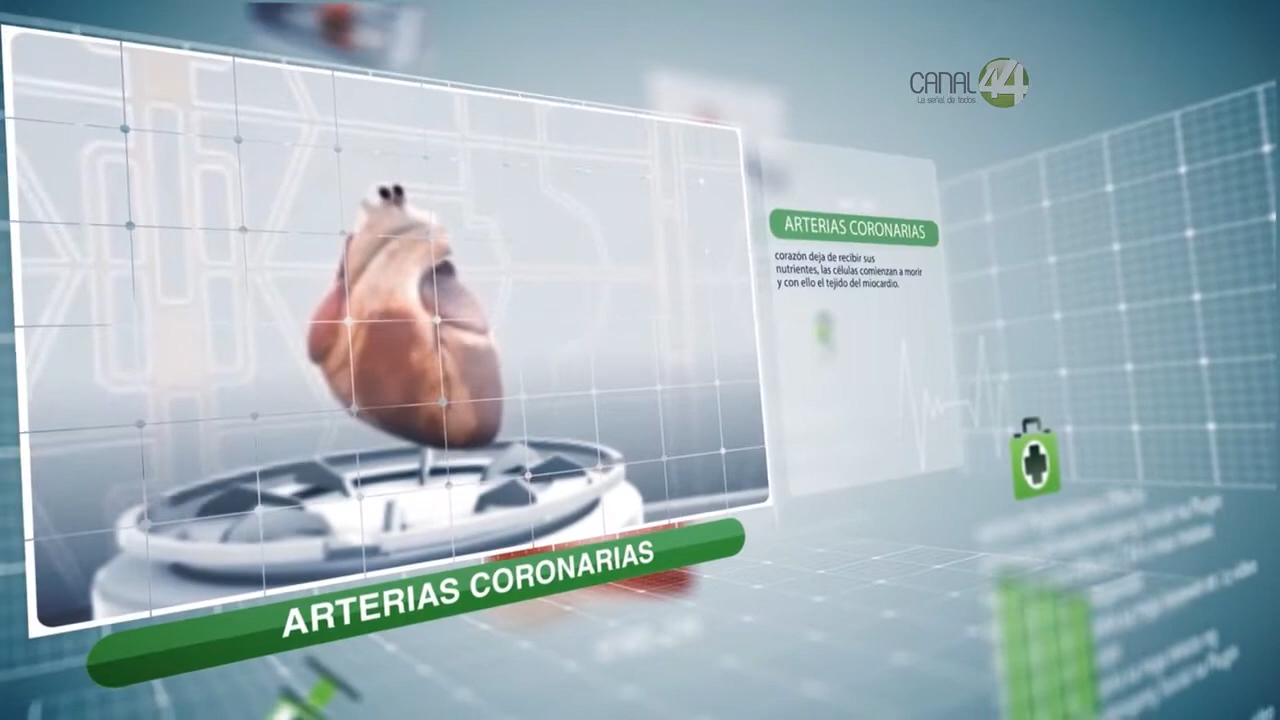 CANAL 44
La señal de todos
ARTERIAS CORONARIAS
corazón deja de recibir sus
nutrientes, las células comienzan a morir
y con ello el tejido del miocardio.
ARTERIAS CORONARIAS